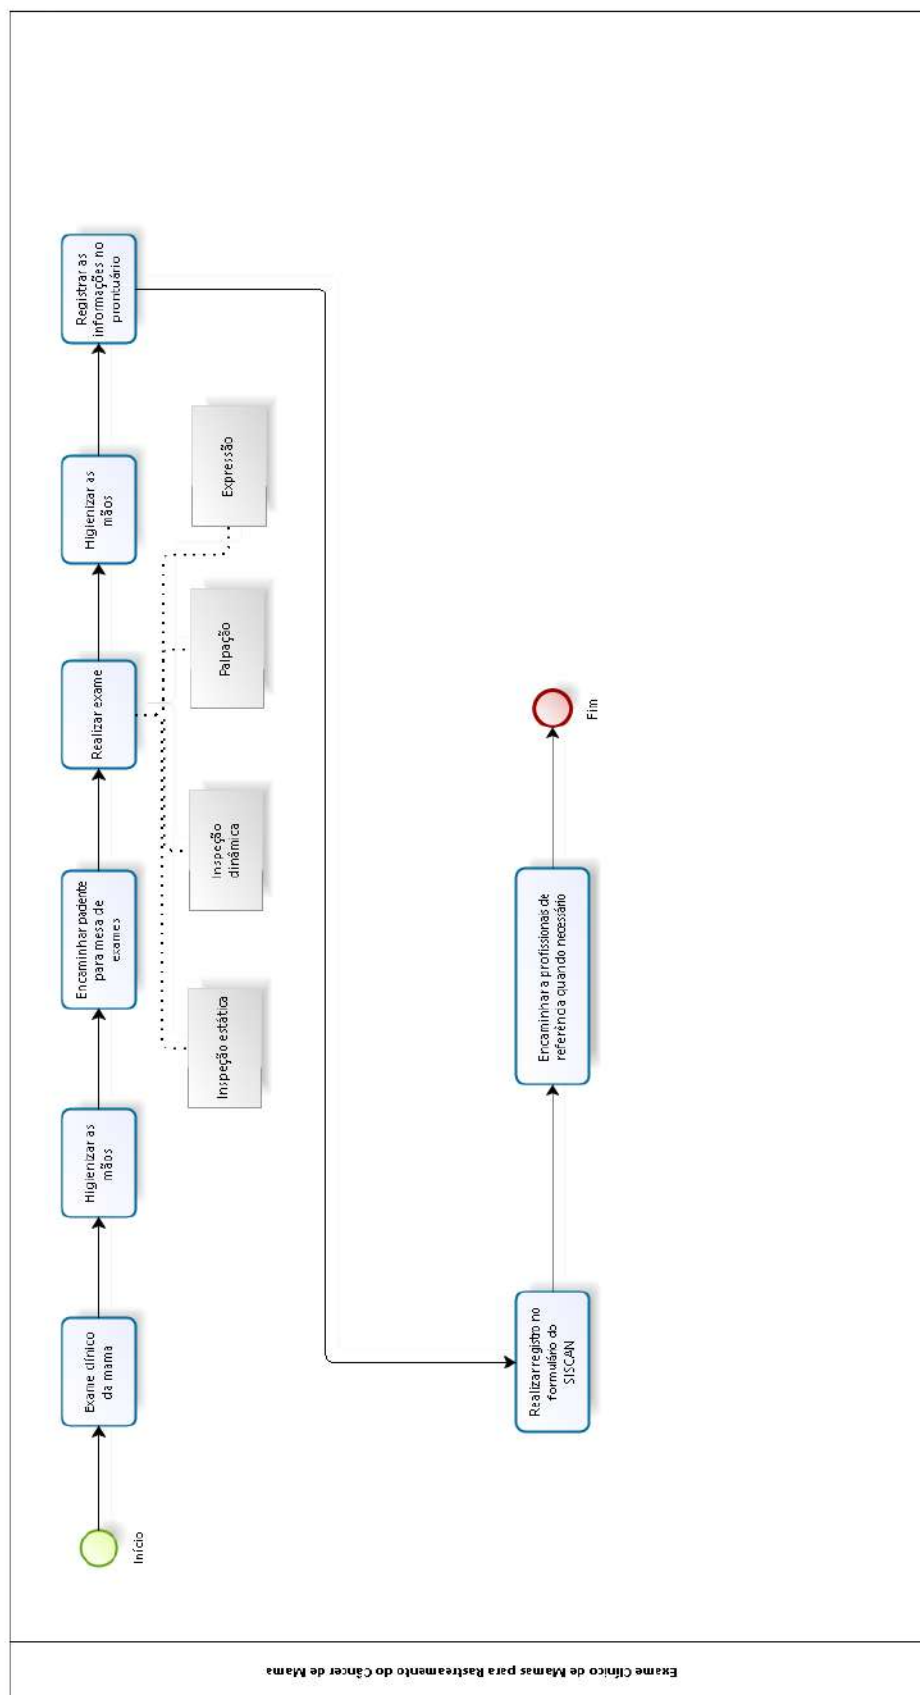 Exame Clínico de Mamas para Rastreamento do Câncer de Mama
Início
Exame clínico
da mama
Higienizar as
mãos
Encaminhar paciente
para mesa de
exames
Realizar exame
Higienizar as
mãos
Registrar as
informações no
prontuário
Inspeção estática
Inspeção
dinâmica
Palpação
Expressão
Realizar registro no
formulário do
SISCAN
Encaminhar a profissionais de
referência quando necessário
Fim